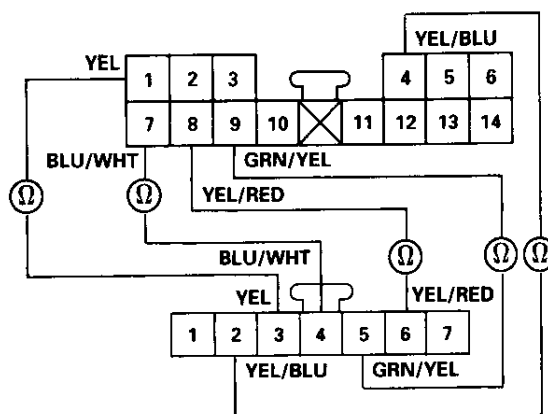 YEL/BLU
YEL 1 2 3 4 5 6
7 8 9 10 11 12 13 14
BLU/WHT GRN/YEL
YEL/RED
Ω Ω
BLU/WHT Ω Ω Ω
YEL YEL/RED
1 2 3 4 5 6 7
YEL/BLU GRN/YEL